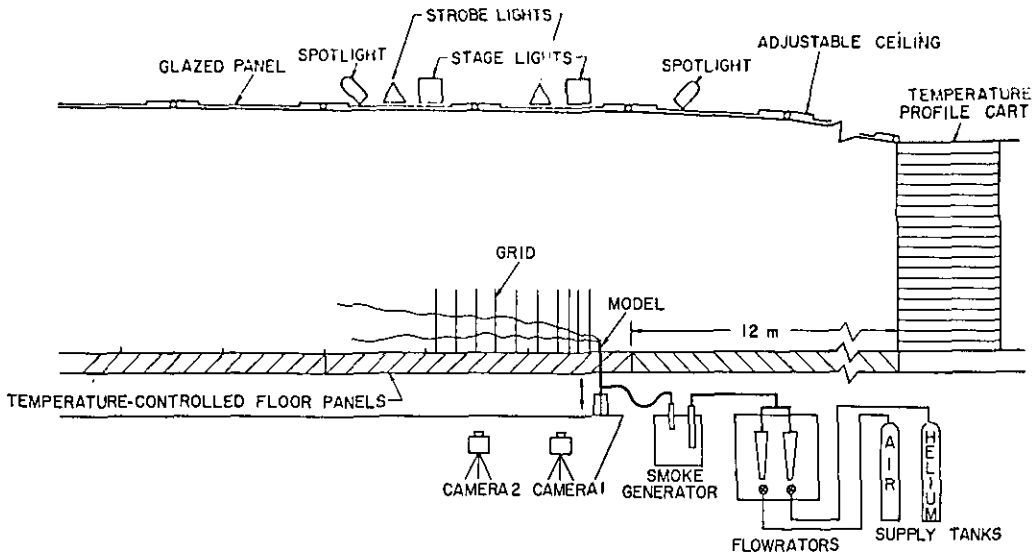 STROBE LIGHTS
SPOTLIGHT
GLAZED PANEL
STAGE LIGHTS
SPOTLIGHT
ADJUSTABLE CEILING
TEMPERATURE
PROFILE CART
GRID
MODEL
12 m
TEMPERATURE-CONTROLLED FLOOR PANELS
CAMERA 2
CAMERA 1
SMOKE
GENERATOR
FLOWRATORS
AIR
HELIUM
SUPPLY TANKS